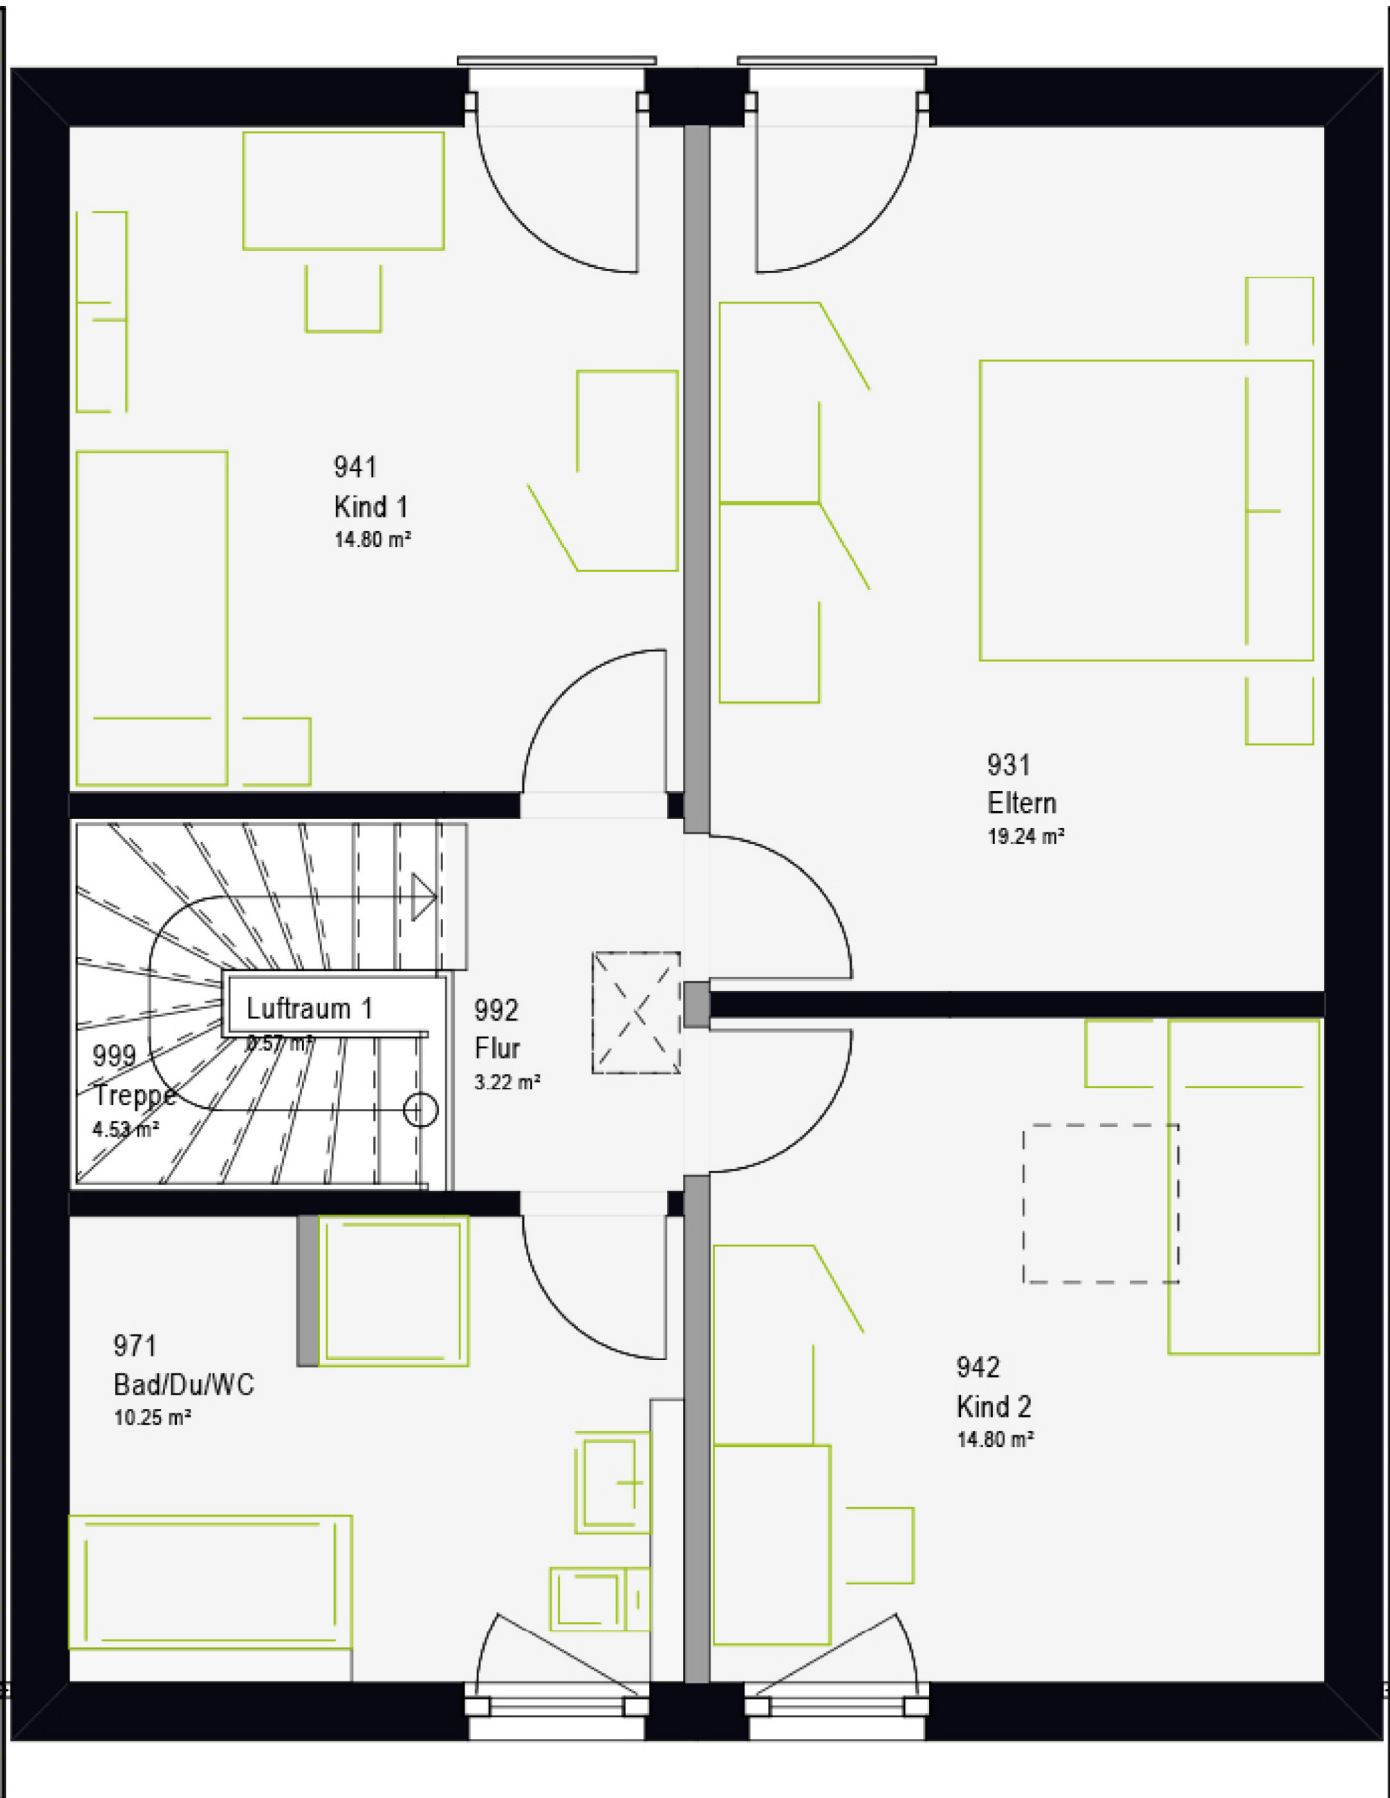 941
Kind 1
14.80 m²
931
Eltern
19.24 m²
Luftraum 1
0.57 m²
992
Flur
3.22 m²
999
Treppe
4.53 m²
971
Bad/Du/WC
10.25 m²
942
Kind 2
14.80 m²